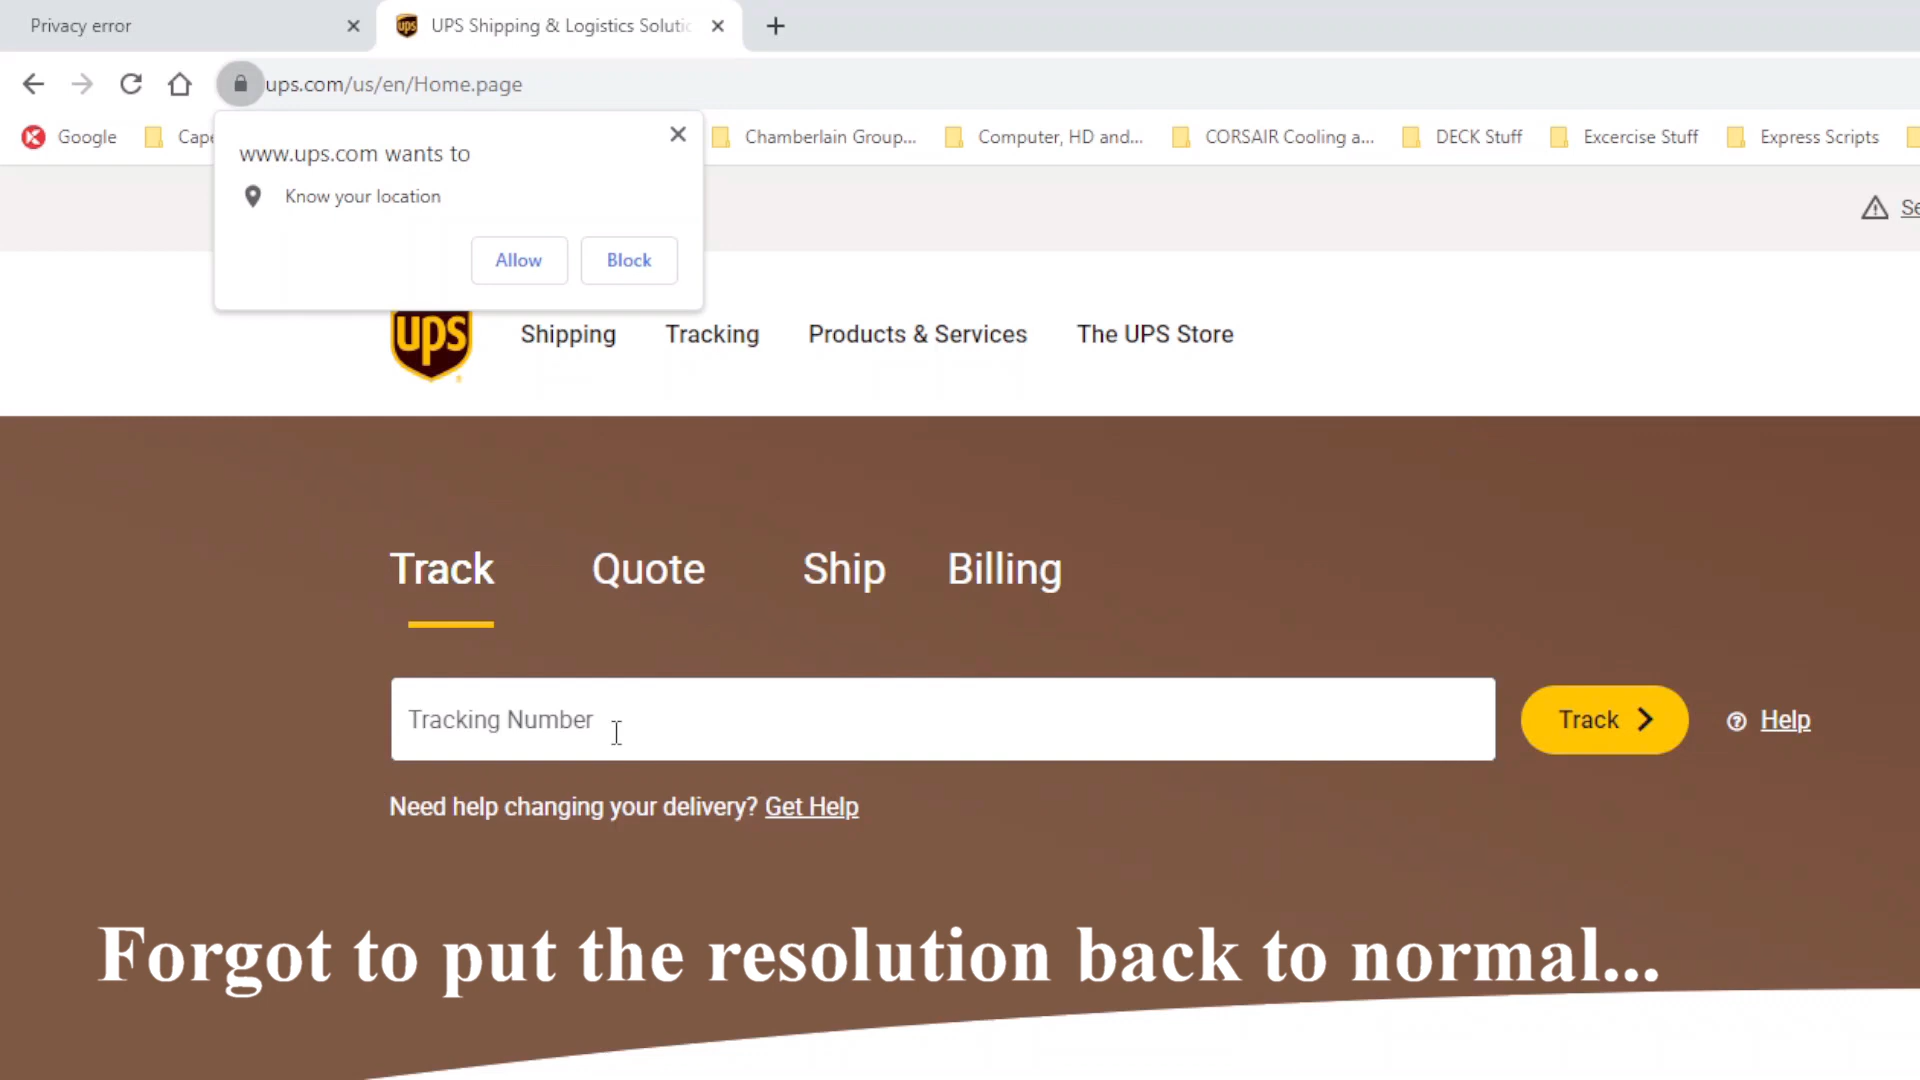 Privacy error
UPS Shipping & Logistics Solutic
ups.com/us/en/Home.page
Google
Cape
Chamberlain Group...
Computer, HD and...
CORSAIR Cooling a...
DECK Stuff
Excercise Stuff
Express Scripts
www.ups.com wants to
Know your location
Allow
Block
Se
ups
Shipping
Tracking
Products & Services
The UPS Store
Track
Quote
Ship
Billing
Tracking Number
Track
Help
Need help changing your delivery? Get Help
Forgot to put the resolution back to normal...